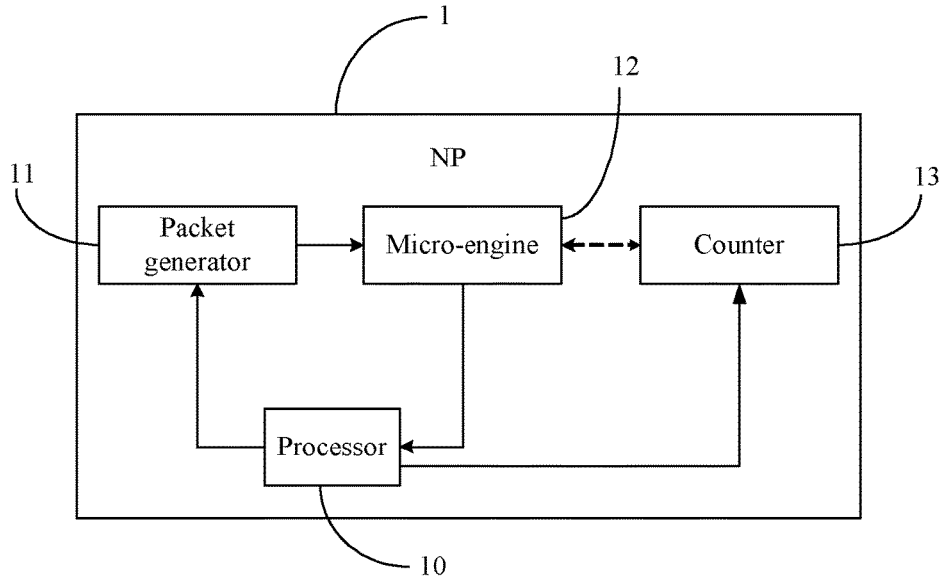 1
12
NP
11
13
Packet
generator
Micro-engine
Counter
Processor
10